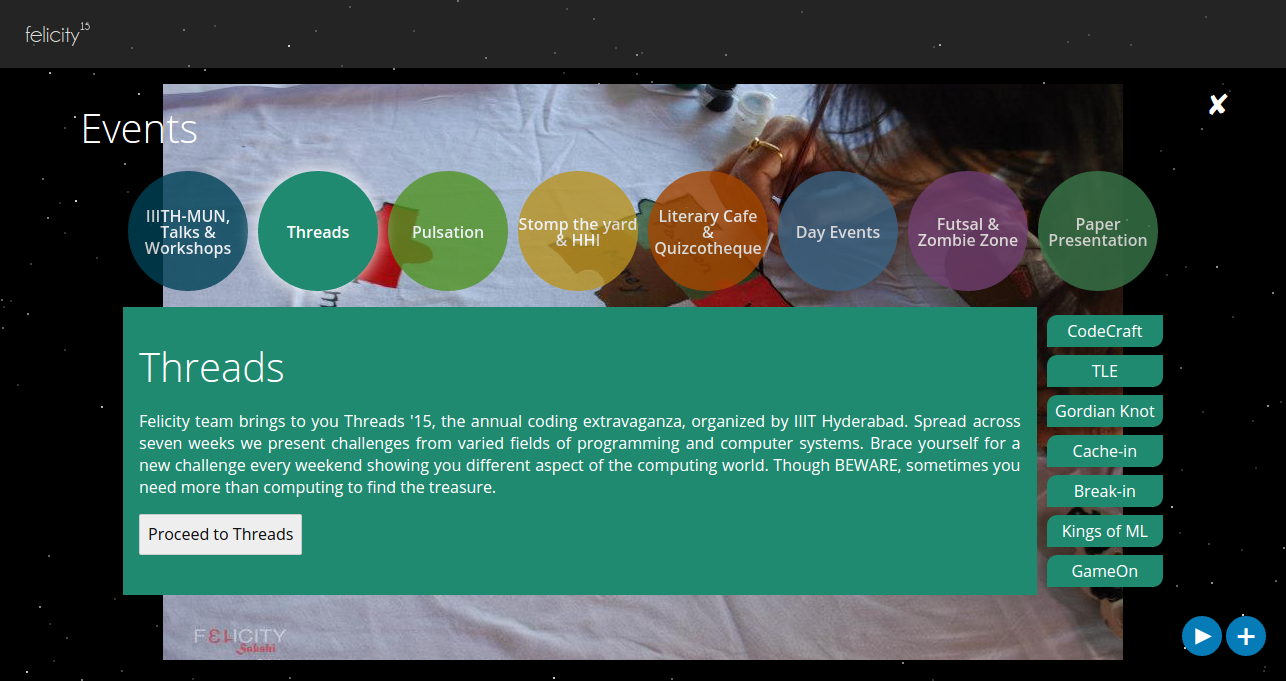 felicity15
Events
IIITH-MUN,
Talks &
Workshops
Threads
Pulsation
Stomp the yard
& HHI
Literary Cafe
&
Quizcotheque
Day Events
Futsal &
Zombie Zone
Paper
Presentation
Threads
Felicity team brings to you Threads '15, the annual coding extravaganza, organized by IIIT Hyderabad. Spread across
seven weeks we present challenges from varied fields of programming and computer systems. Brace yourself for a
new challenge every weekend showing you different aspect of the computing world. Though BEWARE, sometimes you
need more than computing to find the treasure.
Proceed to Threads
CodeCraft
TLE
Gordian Knot
Cache-in
Break-in
Kings of ML
GameOn
FELICITY